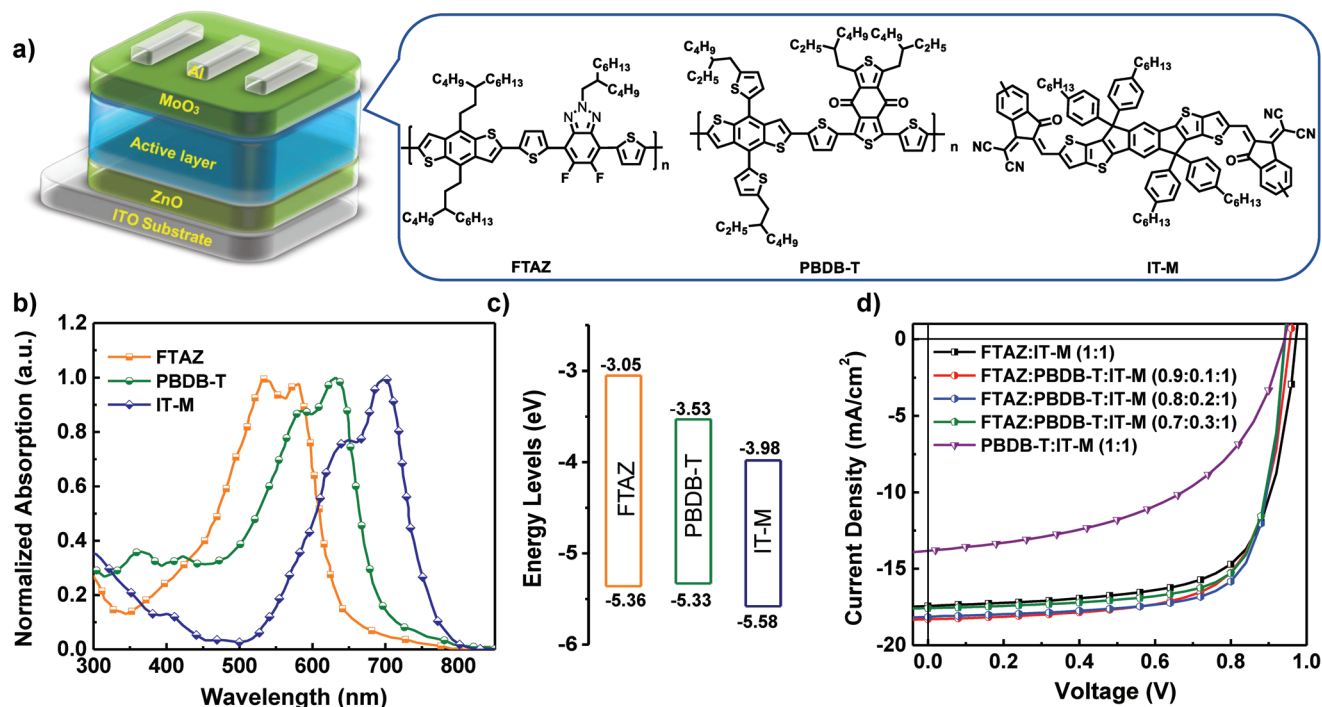 a)
Al
MoO3
Active layer
ZnO
ITO Substrate
C4H9
C6H13
C6H13
C4H9
N
N
N
S
S
S
S
F
F
n
C4H9
C6H13
FTAZ
C4H9
C2H5
C2H5
C4H9
C4H9
C2H5
S
S
O
O
S
S
S
S
S
S
n
S
C2H5
C4H9
PBDB-T
C6H13
C6H13
O
NC
CN
S
S
S
S
CN
CN
O
C6H13
C6H13
IT-M
b)
Normalized Absorption (a.u.)
1.2
1.0
0.8
0.6
0.4
0.2
0.0
FTAZ
PBDB-T
IT-M
300 400 500 600 700 800
Wavelength (nm)
c)
Energy Levels (eV)
-3
-4
-5
-6
-3.05
FTAZ
-5.36
-3.53
PBDB-T
-5.33
-3.98
IT-M
-5.58
d)
Current Density (mA/cm2)
0
-5
-10
-15
-20
FTAZ:IT-M (1:1)
FTAZ:PBDB-T:IT-M (0.9:0.1:1)
FTAZ:PBDB-T:IT-M (0.8:0.2:1)
FTAZ:PBDB-T:IT-M (0.7:0.3:1)
PBDB-T:IT-M (1:1)
0.0 0.2 0.4 0.6 0.8 1.0
Voltage (V)